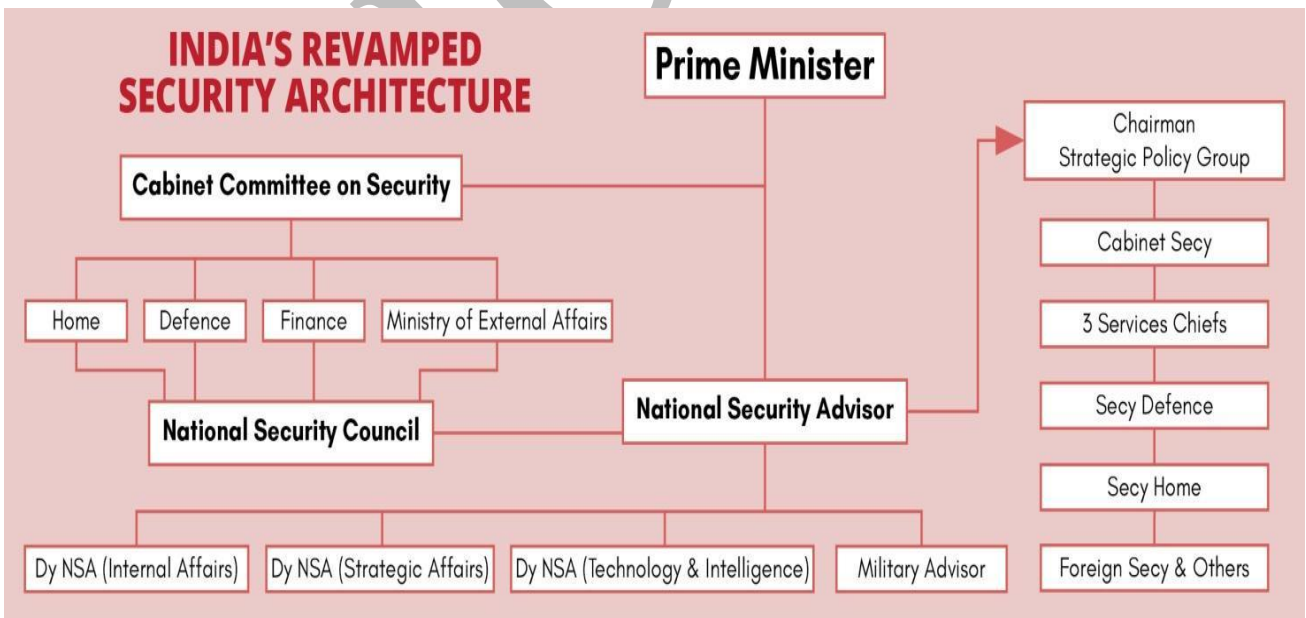 INDIA'S REVAMPED
SECURITY ARCHITECTURE
Prime Minister
Cabinet Committee on Security
Home
Defence
Finance
Ministry of External Affairs
National Security Council
National Security Advisor
Dy NSA (Internal Affairs)
Dy NSA (Strategic Affairs)
Dy NSA (Technology & Intelligence)
Military Advisor
Chairman
Strategic Policy Group
Cabinet Secy
3 Services Chiefs
Secy Defence
Secy Home
Foreign Secy & Others